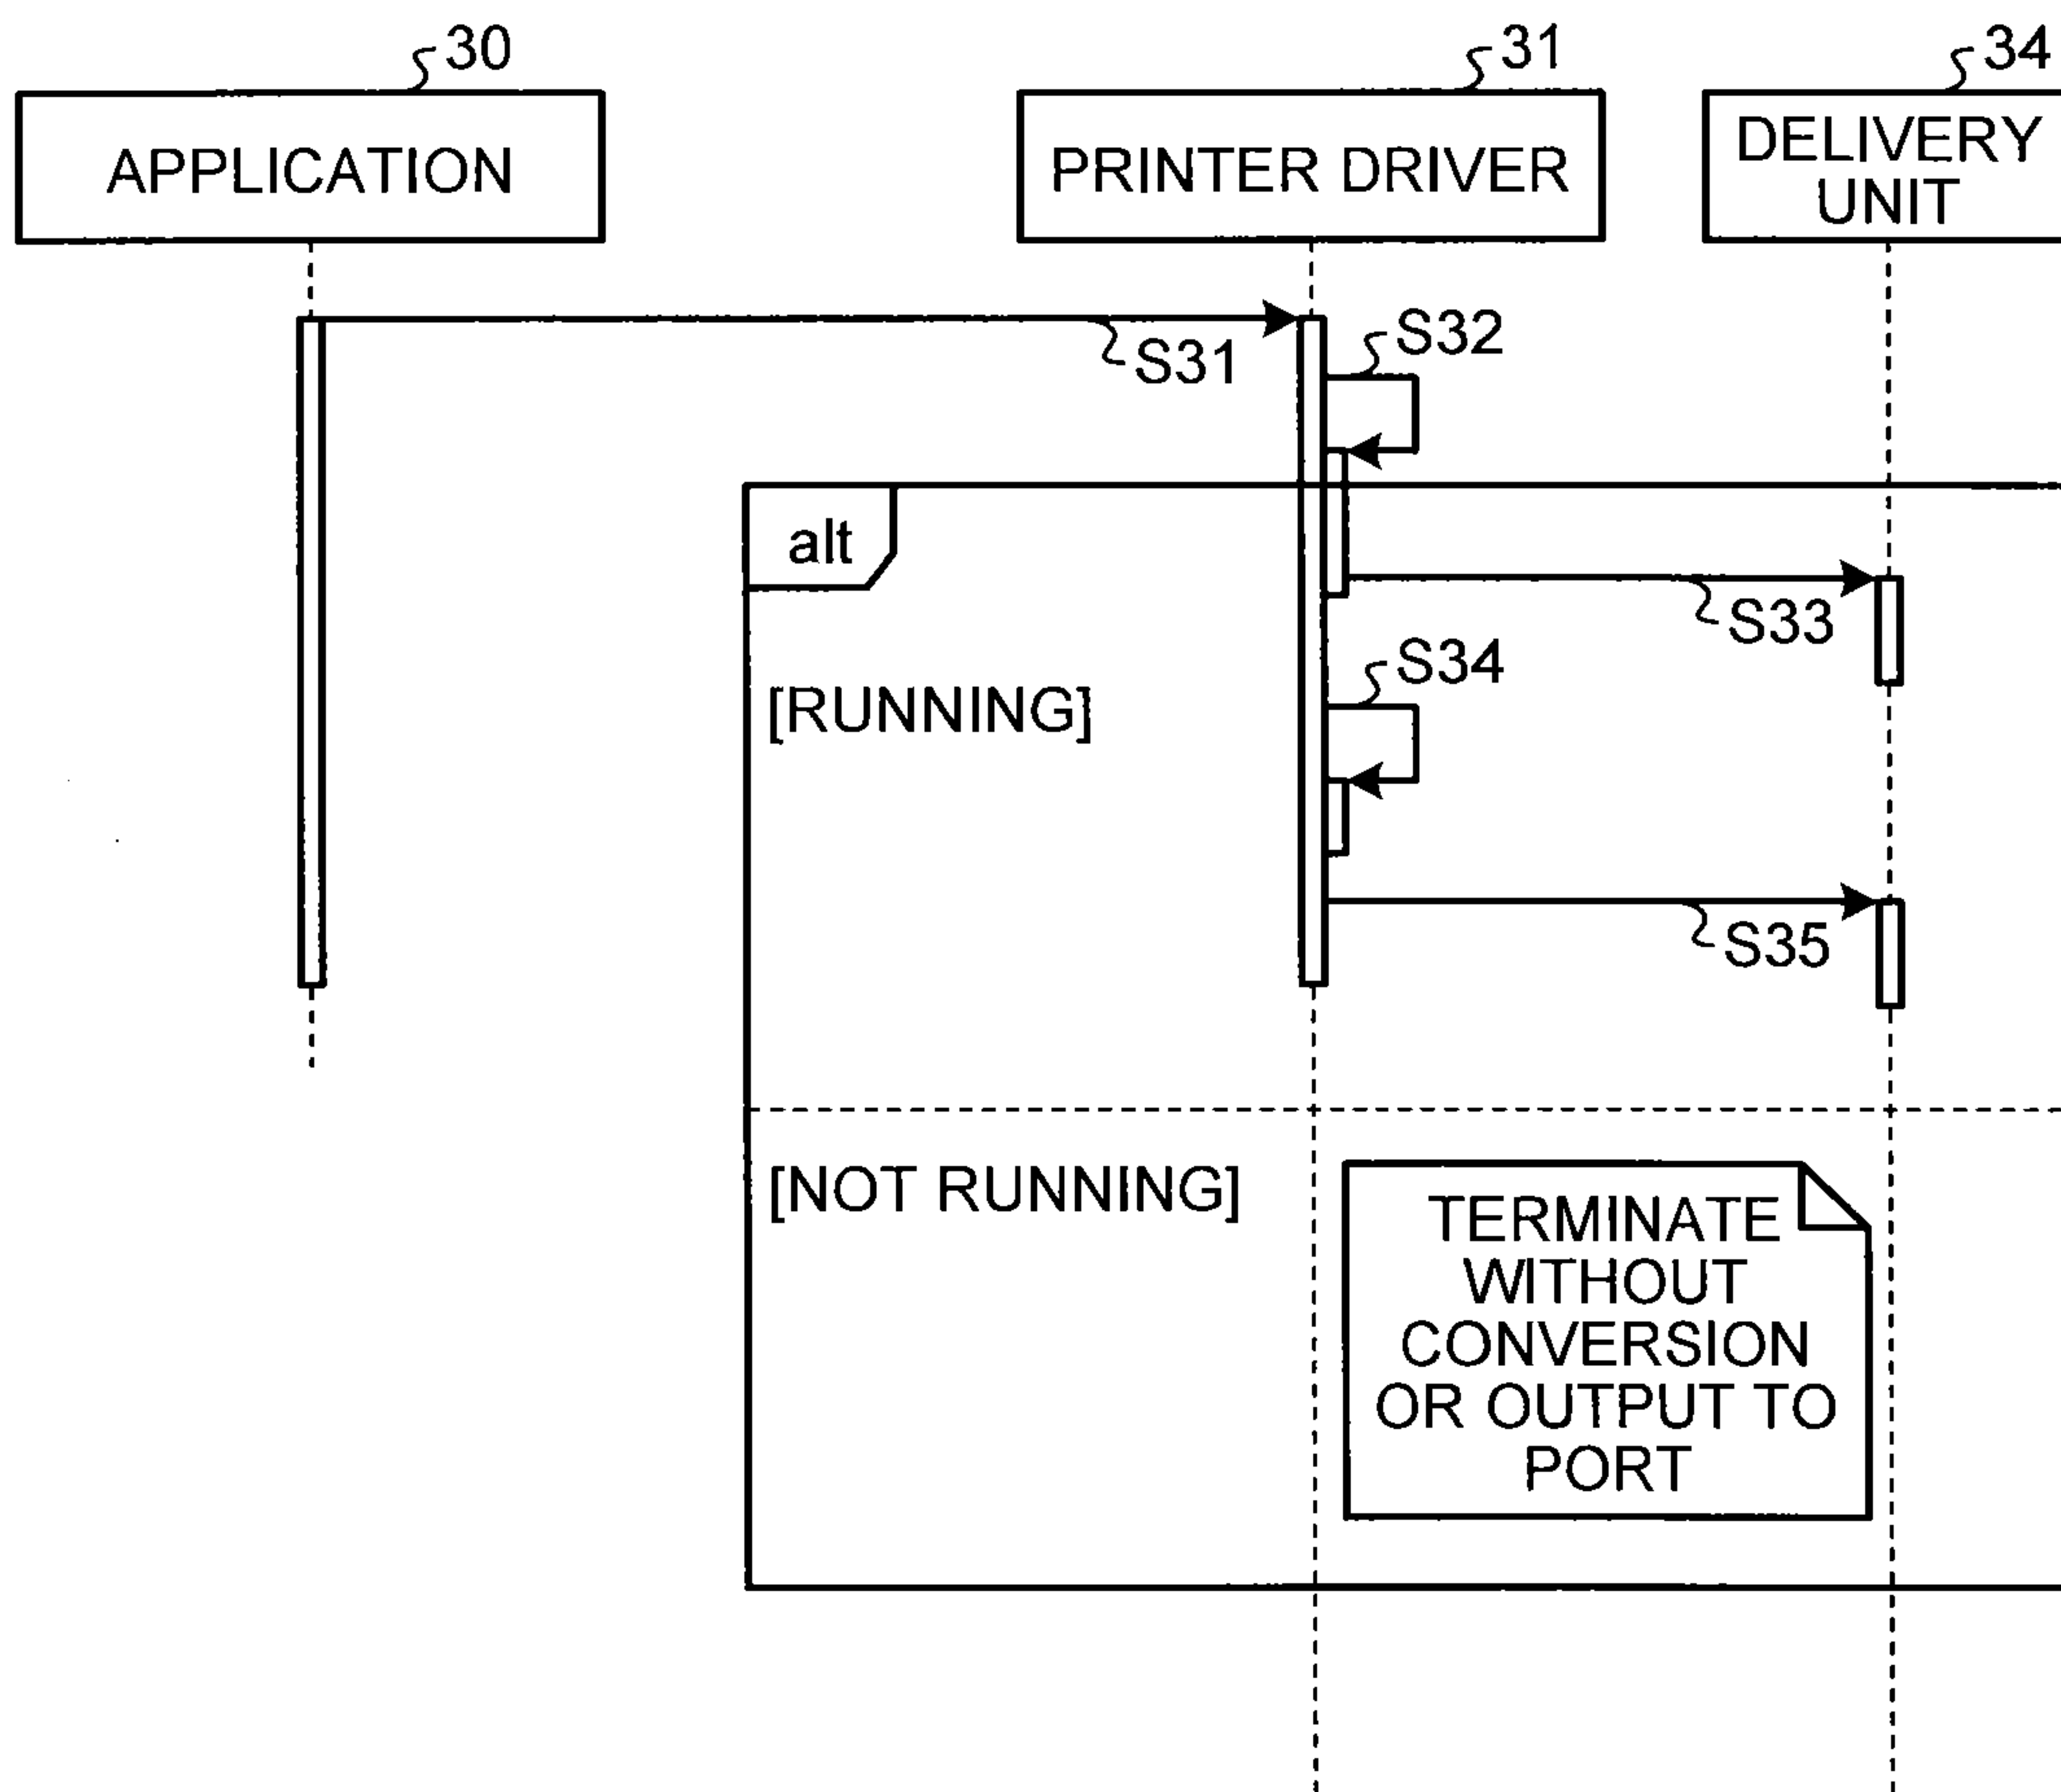 30
31
34
APPLICATION
PRINTER DRIVER
DELIVERY
UNIT
S31
S32
alt
S33
S34
[RUNNING]
S35
[NOT RUNNING]
TERMINATE
WITHOUT
CONVERSION
OR OUTPUT TO
PORT